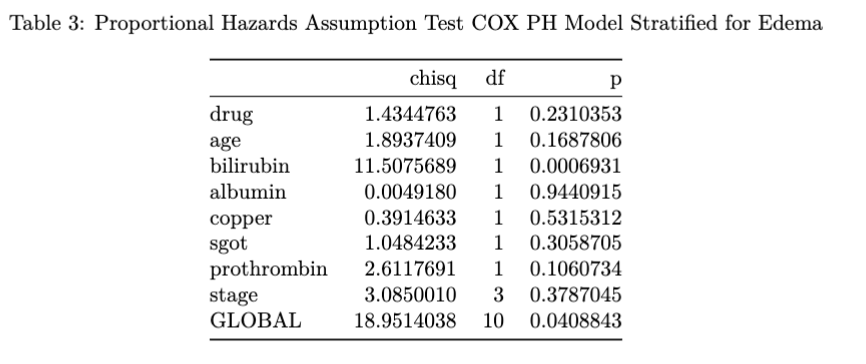 Table 3: Proportional Hazards Assumption Test COX PH Model Stratified for Edema
chisq df p
drug 1.4344763 1 0.2310353
age 1.8937409 1 0.1687806
bilirubin 11.5075689 1 0.0006931
albumin 0.0049180 1 0.9440915
copper 0.3914633 1 0.5315312
sgot 1.0484233 1 0.3058705
prothrombin 2.6117691 1 0.1060734
stage 3.0850010 3 0.3787045
GLOBAL 18.9514038 10 0.0408843